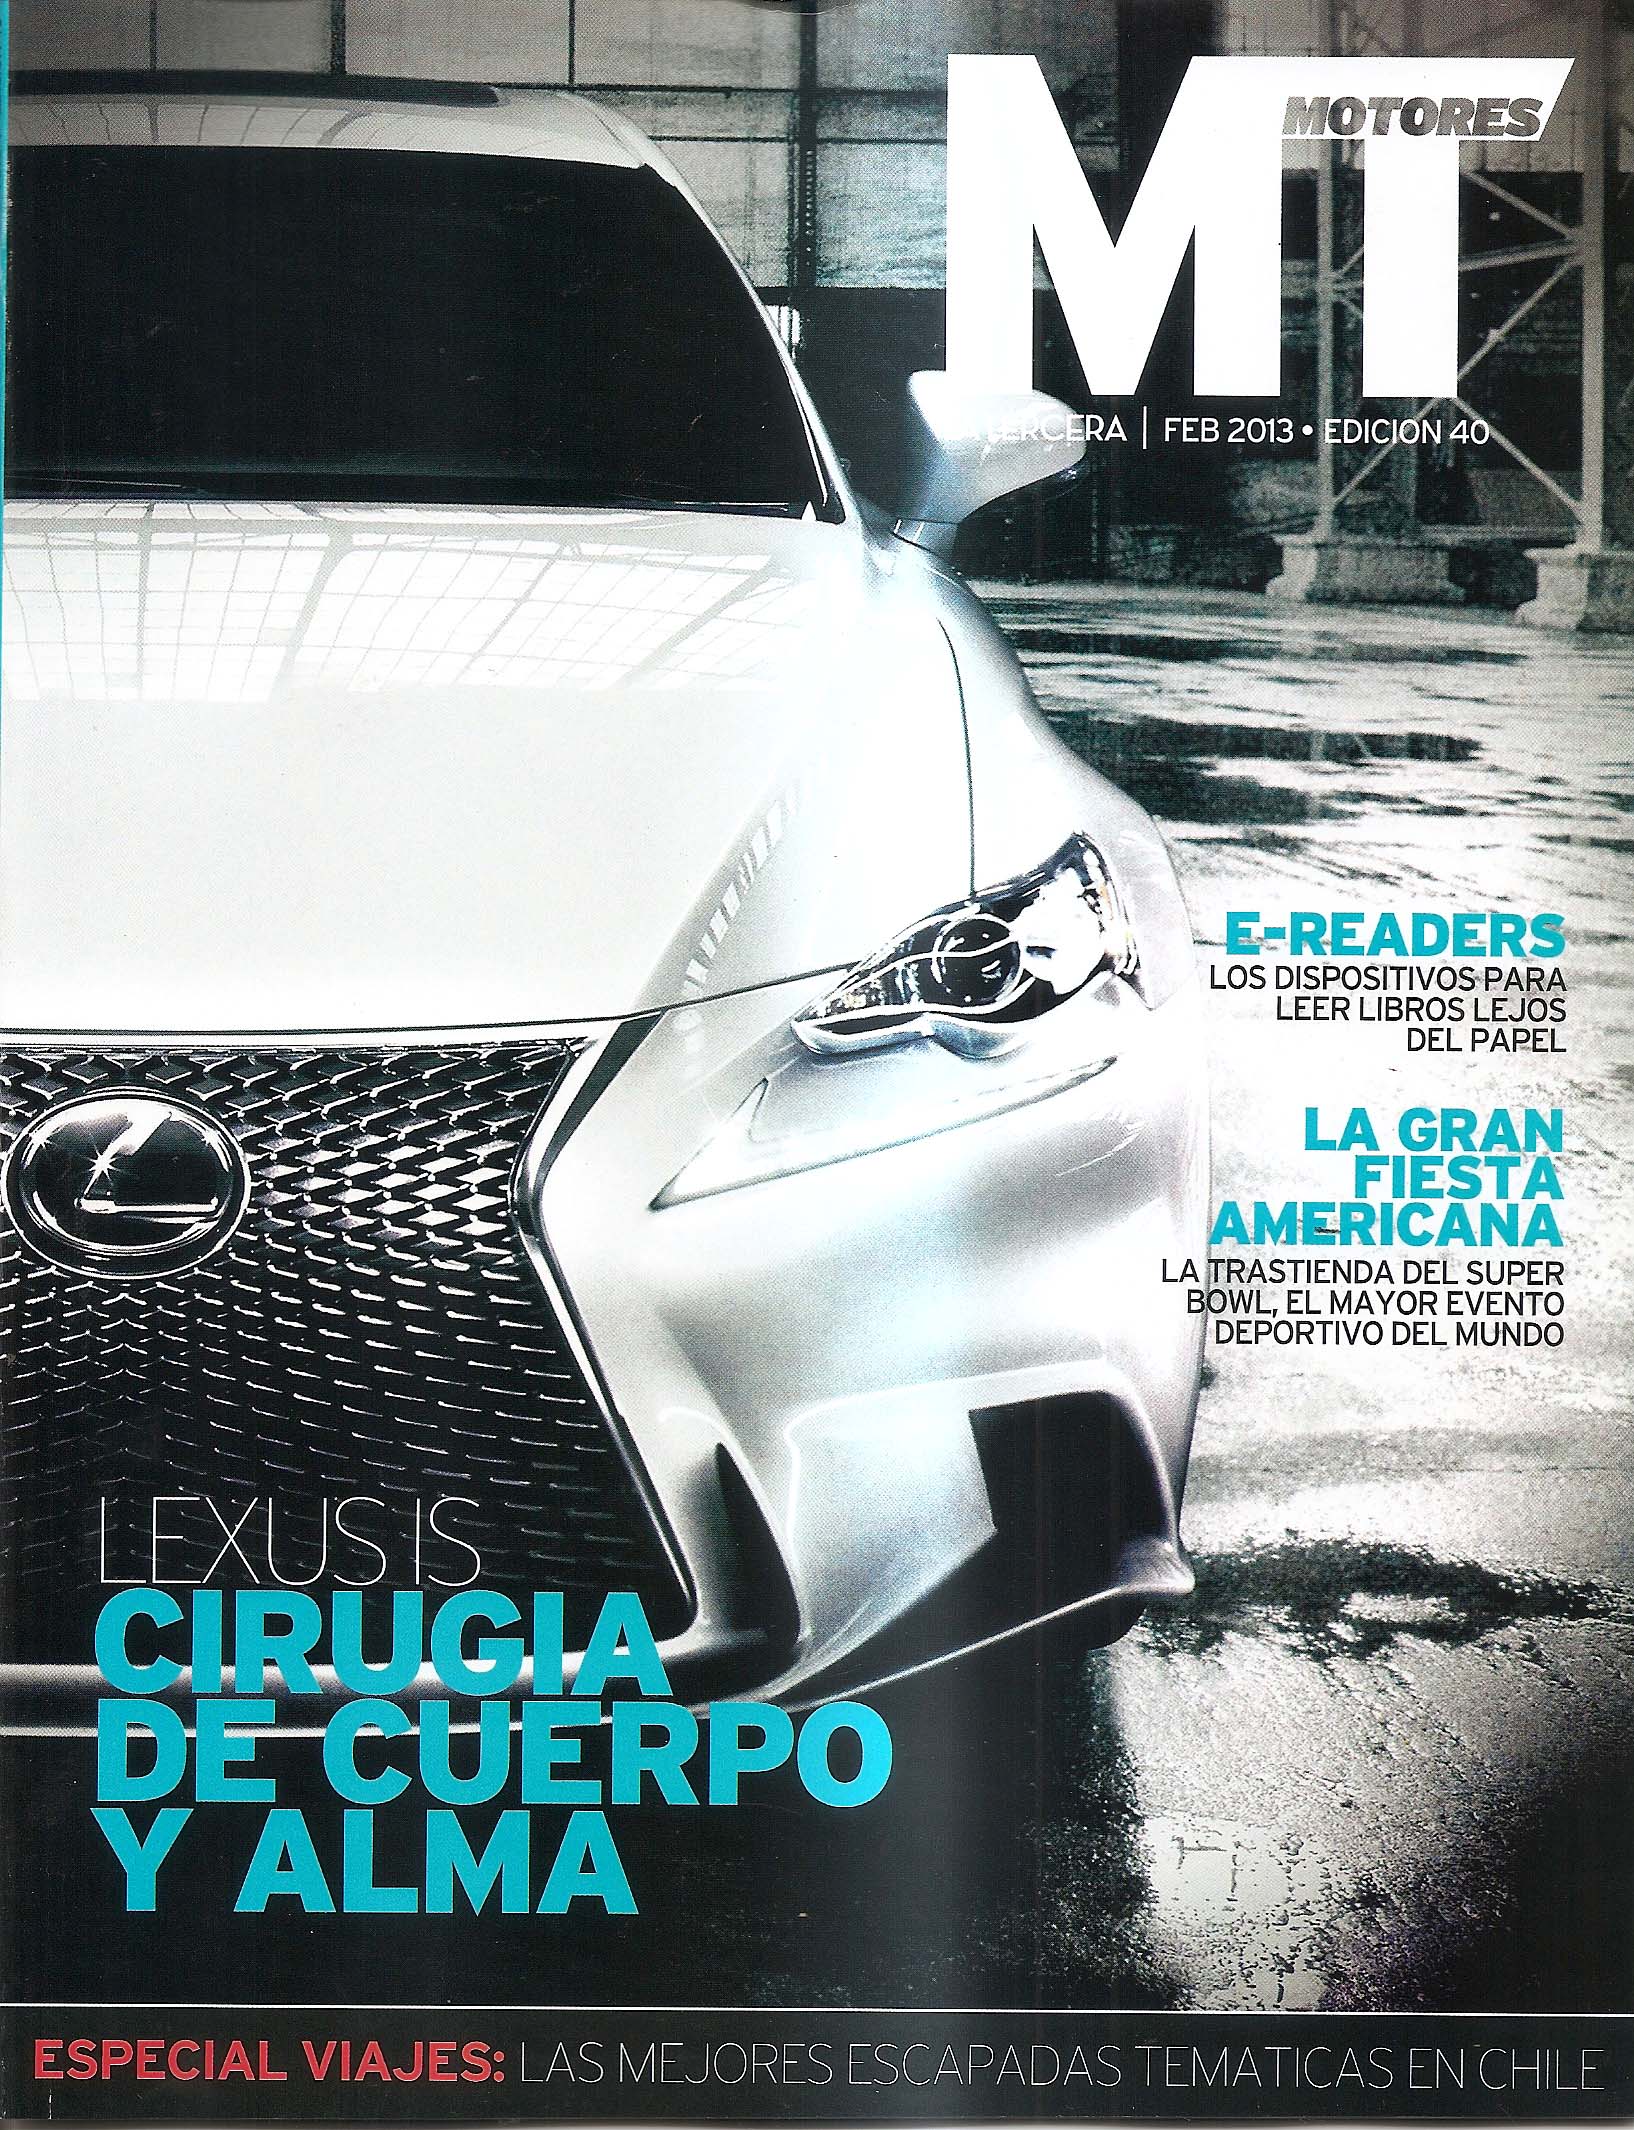 MT
MOTORES
TERCERA | FEB 2013 • EDICION 40
E-READERS
LOS DISPOSITIVOS PARA
LEER LIBROS LEJOS
DEL PAPEL
LA GRAN
FIESTA
AMERICANA
LA TRASTIENDA DEL SUPER
BOWL, EL MAYOR EVENTO
DEPORTIVO DEL MUNDO
LEXUS IS
CIRUGIA
DE CUERPO
Y ALMA
ESPECIAL VIAJES: LAS MEJORES ESCAPADAS TEMATICAS EN CHILE